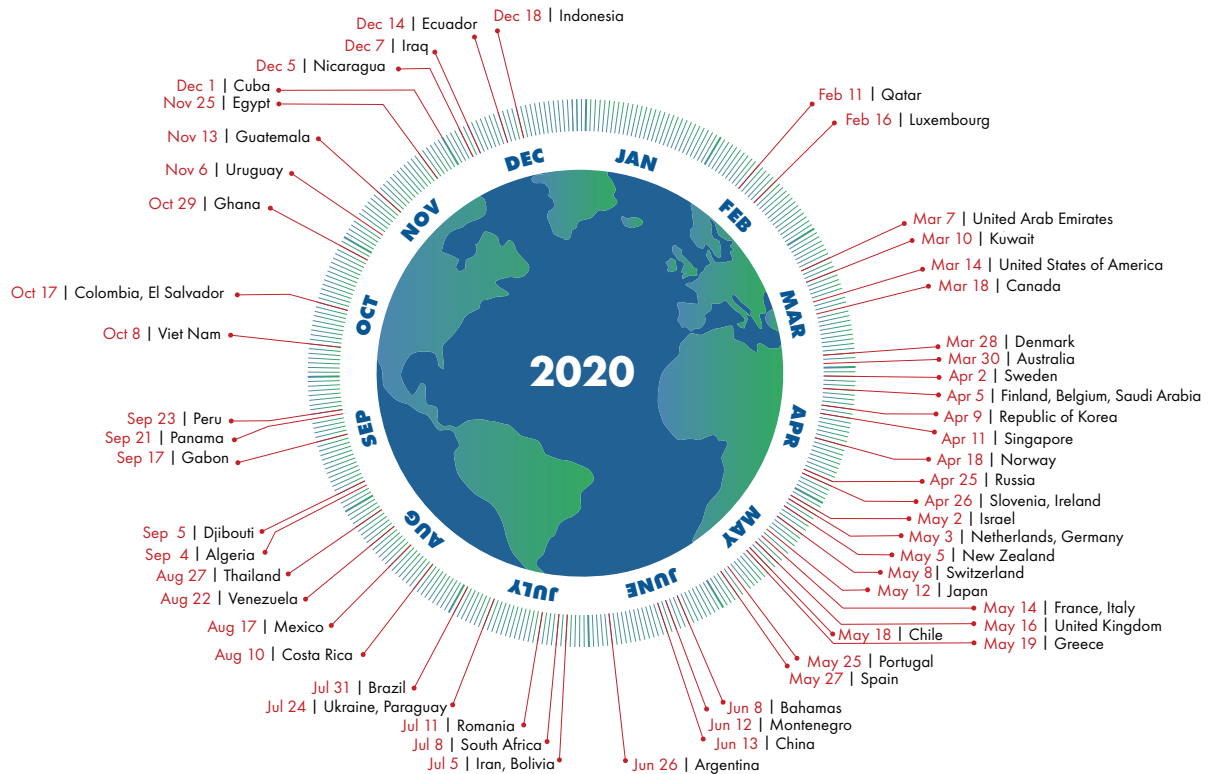 JAN
FEB
MAR
APR
MAY
JUNE
JULY
AUG
SEP
OCT
NOV
DEC
2020
Feb 11 | Qatar
Feb 16 | Luxembourg
Mar 7 | United Arab Emirates
Mar 10 | Kuwait
Mar 14 | United States of America
Mar 18 | Canada
Mar 28 | Denmark
Mar 30 | Australia
Apr 2 | Sweden
Apr 5 | Finland, Belgium, Saudi Arabia
Apr 9 | Republic of Korea
Apr 11 | Singapore
Apr 18 | Norway
Apr 25 | Russia
Apr 26 | Slovenia, Ireland
May 2 | Israel
May 3 | Netherlands, Germany
May 5 | New Zealand
May 8 | Switzerland
May 12 | Japan
May 14 | France, Italy
May 16 | United Kingdom
May 18 | Chile
May 19 | Greece
May 25 | Portugal
May 27 | Spain
Jun 8 | Bahamas
Jun 12 | Montenegro
Jun 13 | China
Jun 26 | Argentina
Jul 5 | Iran, Bolivia
Jul 8 | South Africa
Jul 11 | Romania
Jul 24 | Ukraine, Paraguay
Jul 31 | Brazil
Aug 10 | Costa Rica
Aug 17 | Mexico
Aug 22 | Venezuela
Aug 27 | Thailand
Sep 4 | Algeria
Sep 5 | Djibouti
Sep 17 | Gabon
Sep 21 | Panama
Sep 23 | Peru
Oct 8 | Viet Nam
Oct 17 | Colombia, El Salvador
Oct 29 | Ghana
Nov 6 | Uruguay
Nov 13 | Guatemala
Nov 25 | Egypt
Dec 1 | Cuba
Dec 5 | Nicaragua
Dec 7 | Iraq
Dec 14 | Ecuador
Dec 18 | Indonesia